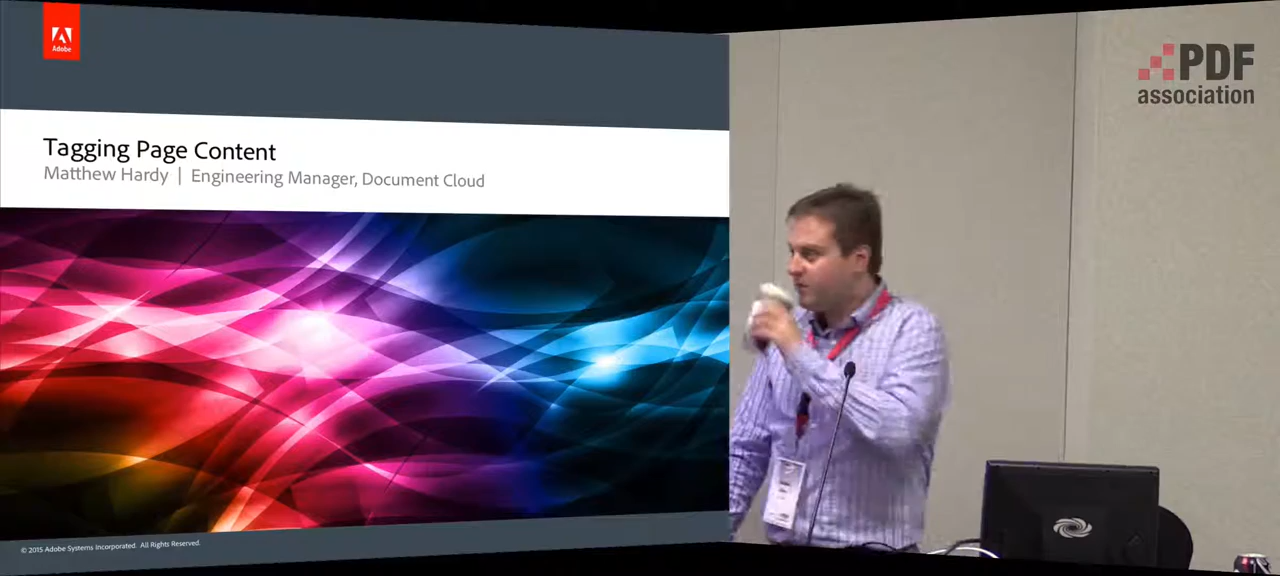 Adobe
Tagging Page Content
Matthew Hardy | Engineering Manager, Document Cloud
© 2015 Adobe Systems Incorporated. All Rights Reserved.
PDF
association